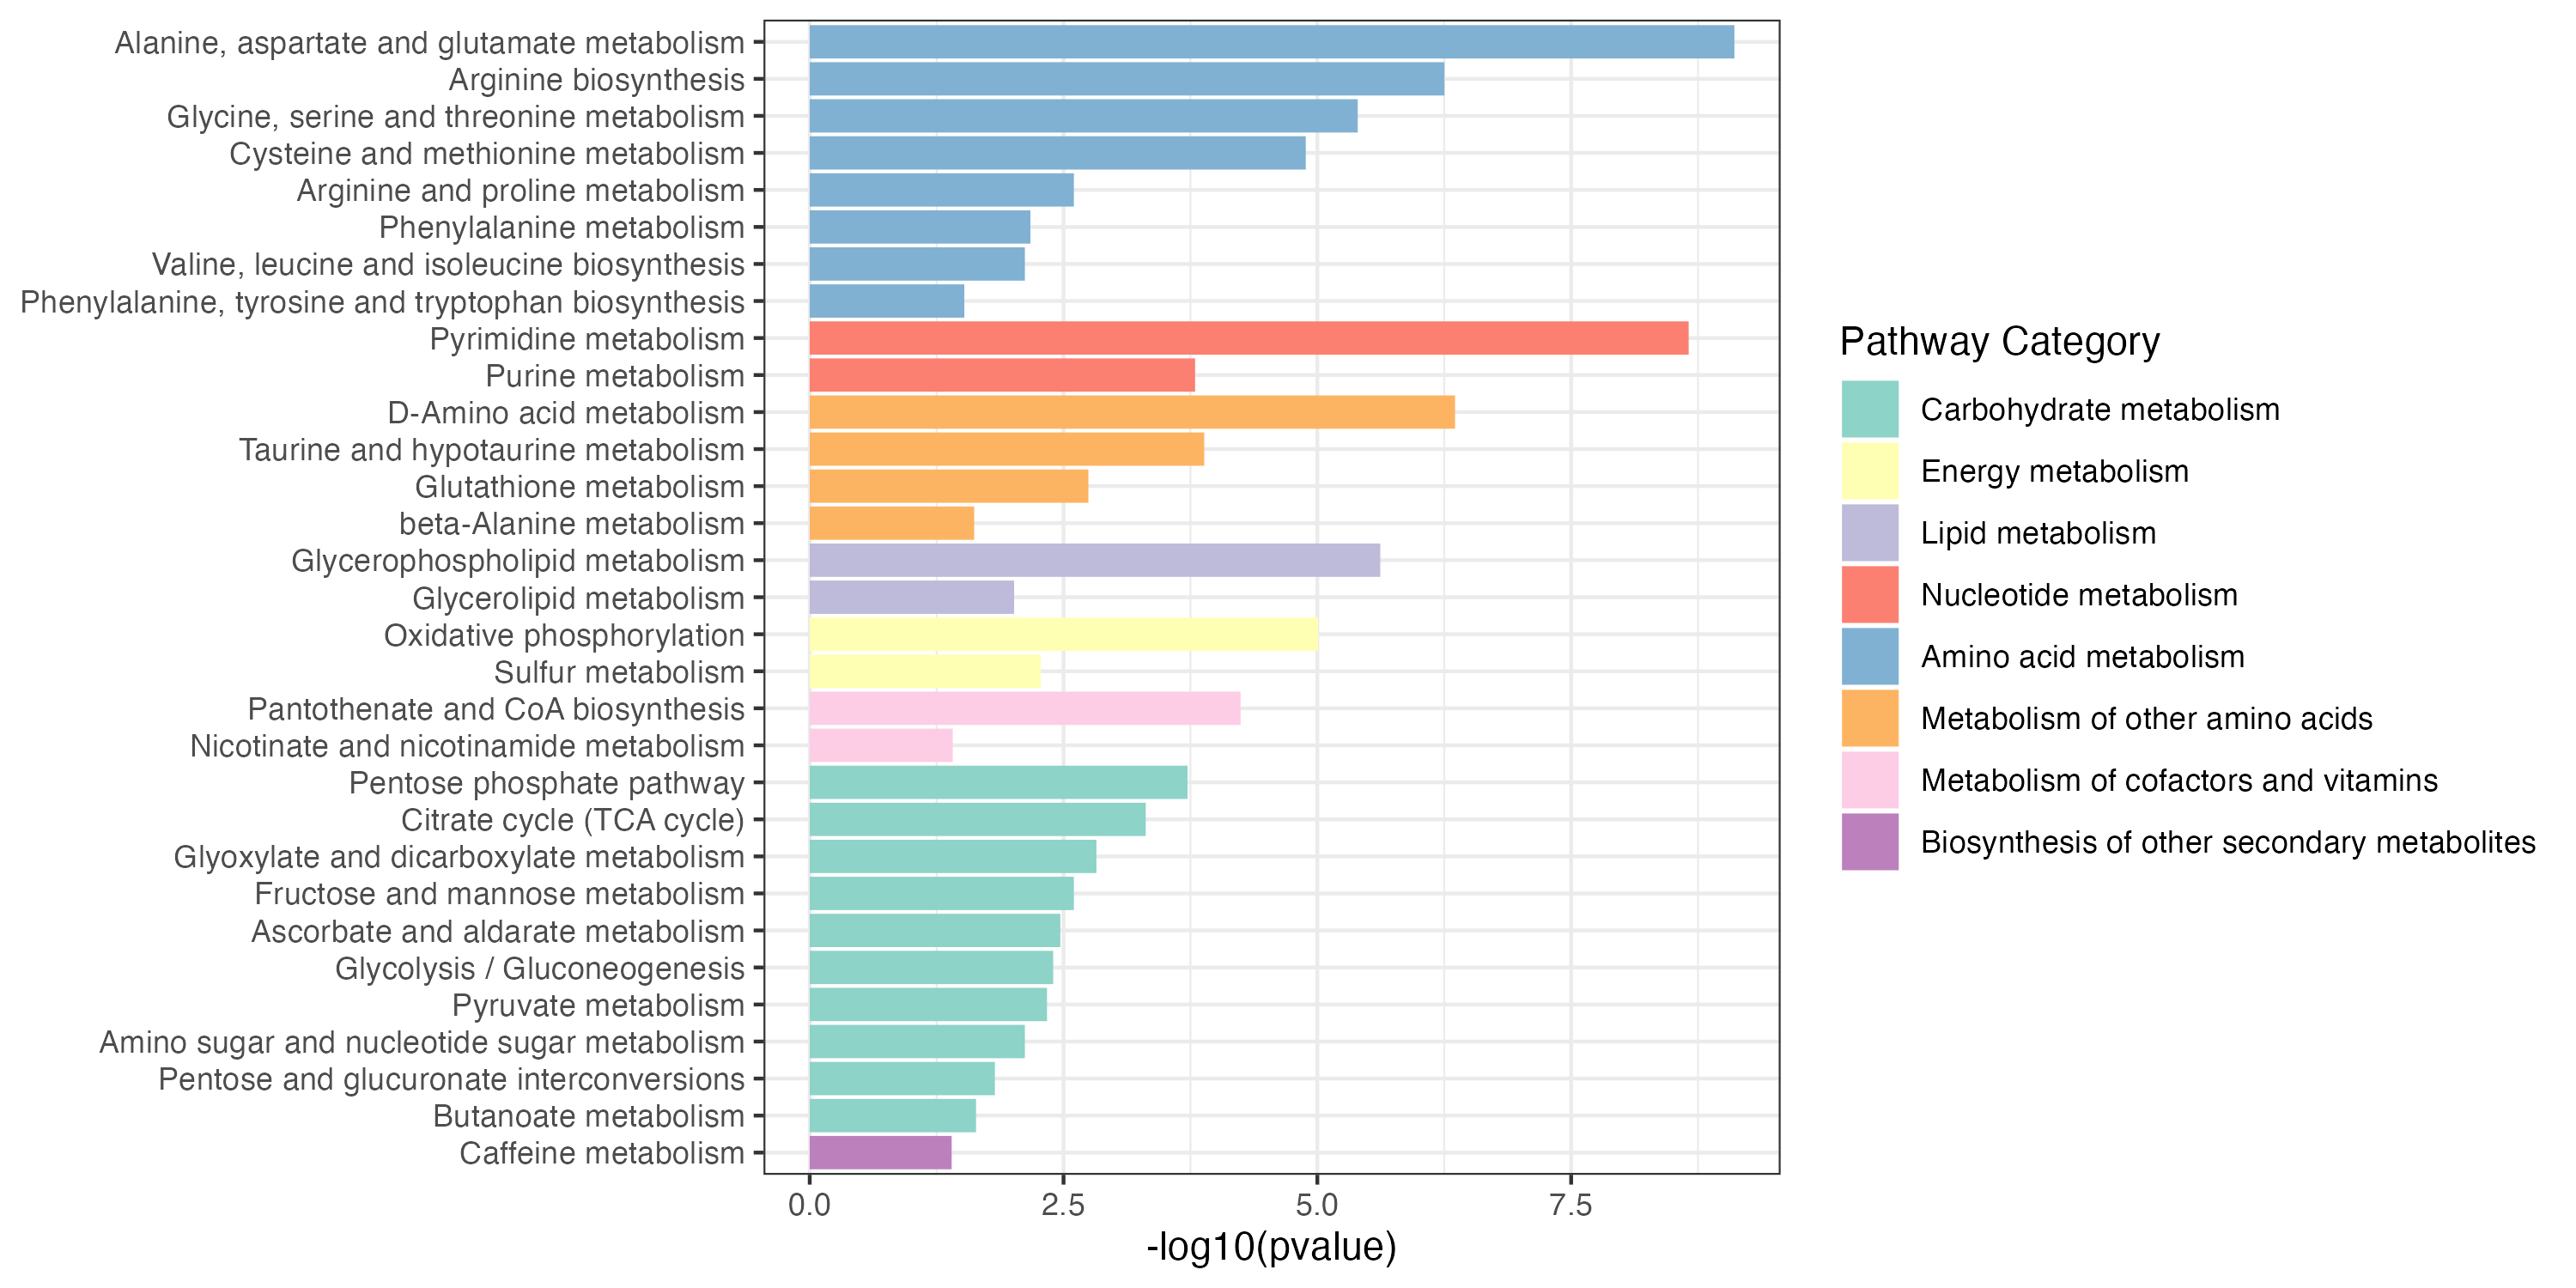 Alanine, aspartate and glutamate metabolism
Arginine biosynthesis
Glycine, serine and threonine metabolism
Cysteine and methionine metabolism
Arginine and proline metabolism
Phenylalanine metabolism
Valine, leucine and isoleucine biosynthesis
Phenylalanine, tyrosine and tryptophan biosynthesis
Pyrimidine metabolism
Purine metabolism
D-Amino acid metabolism
Taurine and hypotaurine metabolism
Glutathione metabolism
beta-Alanine metabolism
Glycerophospholipid metabolism
Glycerolipid metabolism
Oxidative phosphorylation
Sulfur metabolism
Pantothenate and CoA biosynthesis
Nicotinate and nicotinamide metabolism
Pentose phosphate pathway
Citrate cycle (TCA cycle)
Glyoxylate and dicarboxylate metabolism
Fructose and mannose metabolism
Ascorbate and aldarate metabolism
Glycolysis / Gluconeogenesis
Pyruvate metabolism
Amino sugar and nucleotide sugar metabolism
Pentose and glucuronate interconversions
Butanoate metabolism
Caffeine metabolism
0.0 2.5 5.0 7.5
-log10(pvalue)
Pathway Category
Carbohydrate metabolism
Energy metabolism
Lipid metabolism
Nucleotide metabolism
Amino acid metabolism
Metabolism of other amino acids
Metabolism of cofactors and vitamins
Biosynthesis of other secondary metabolites